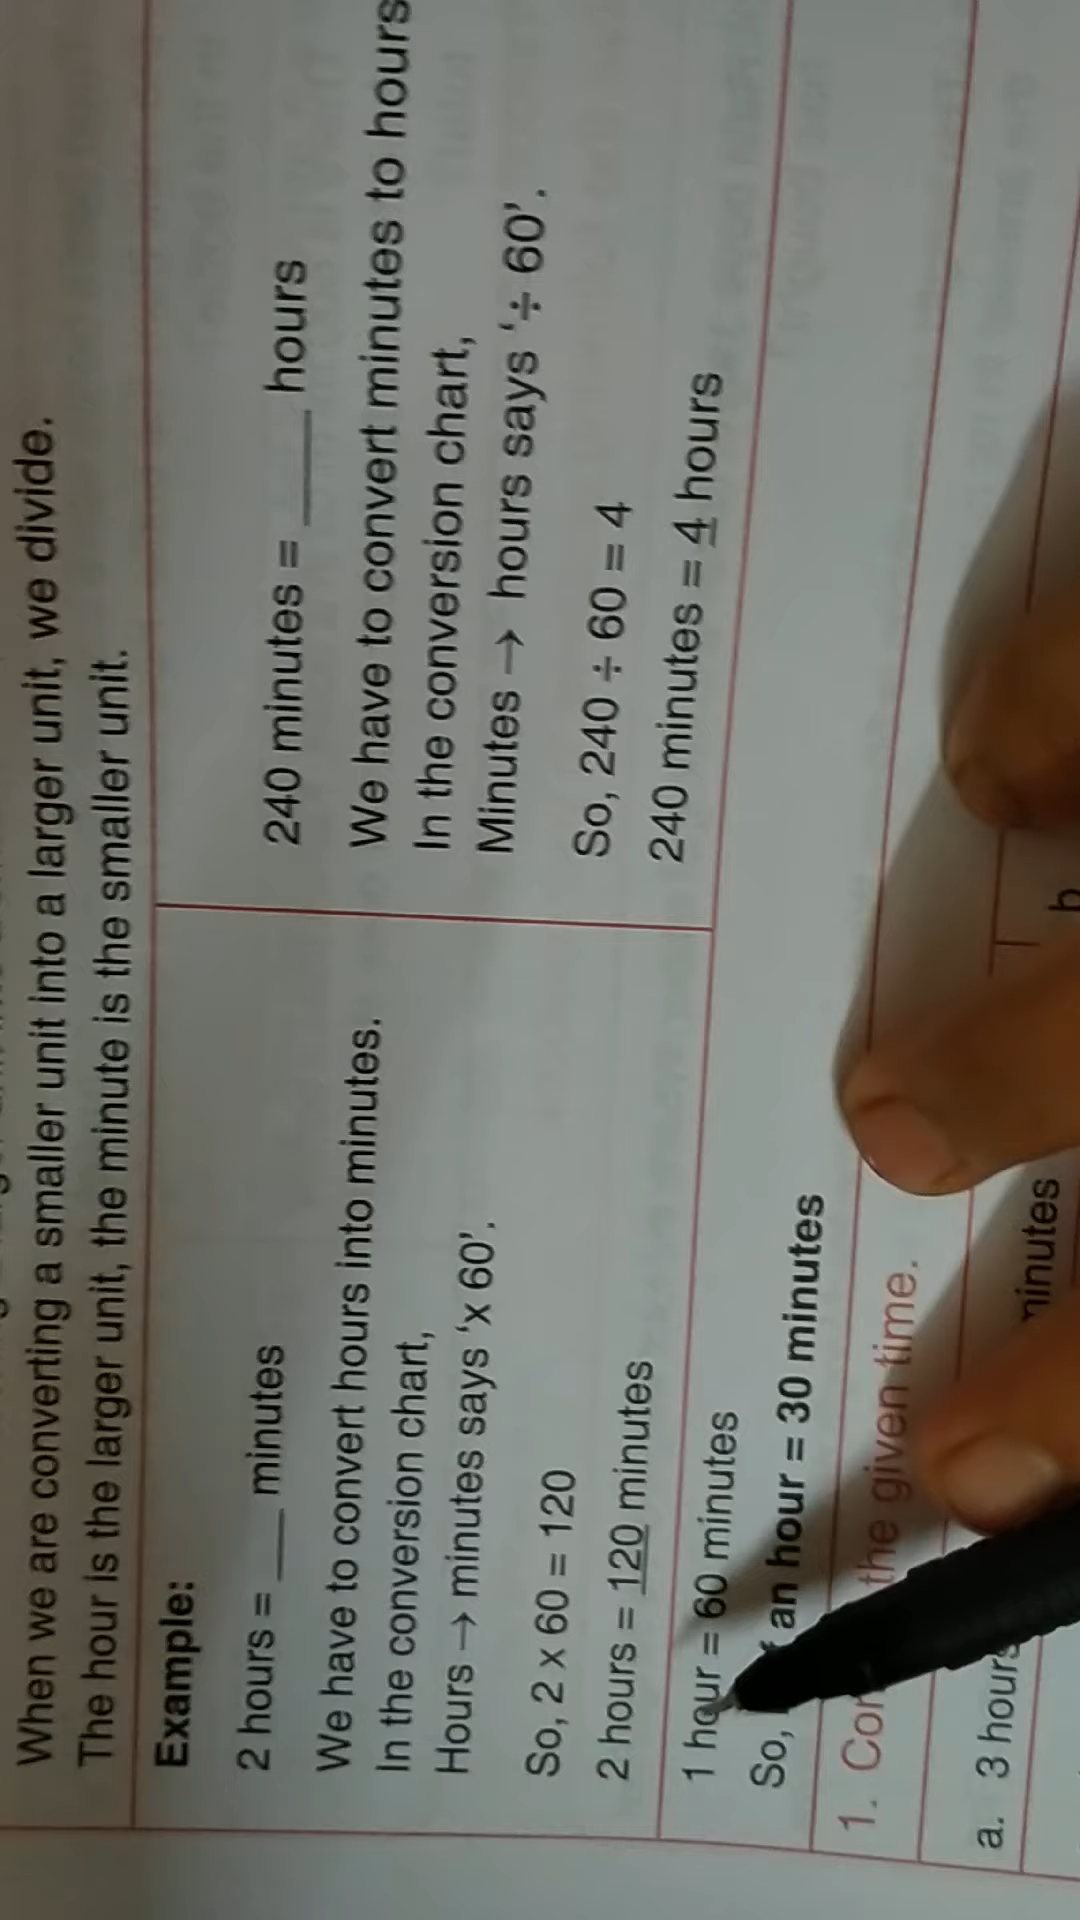 When we are converting a smaller unit into a larger unit, we divide.
The hour is the larger unit, the minute is the smaller unit.
Example:
2 hours = ___ minutes
We have to convert hours into minutes.
In the conversion chart,
Hours → minutes says ‘x 60’.
So, 2 x 60 = 120
2 hours = 120 minutes
240 minutes = ___ hours
We have to convert minutes to hours
In the conversion chart,
Minutes → hours says ‘÷ 60’.
So, 240 ÷ 60 = 4
240 minutes = 4 hours
1 hour = 60 minutes
So, an hour = 30 minutes
1. the given time.
a. 3 hours minutes